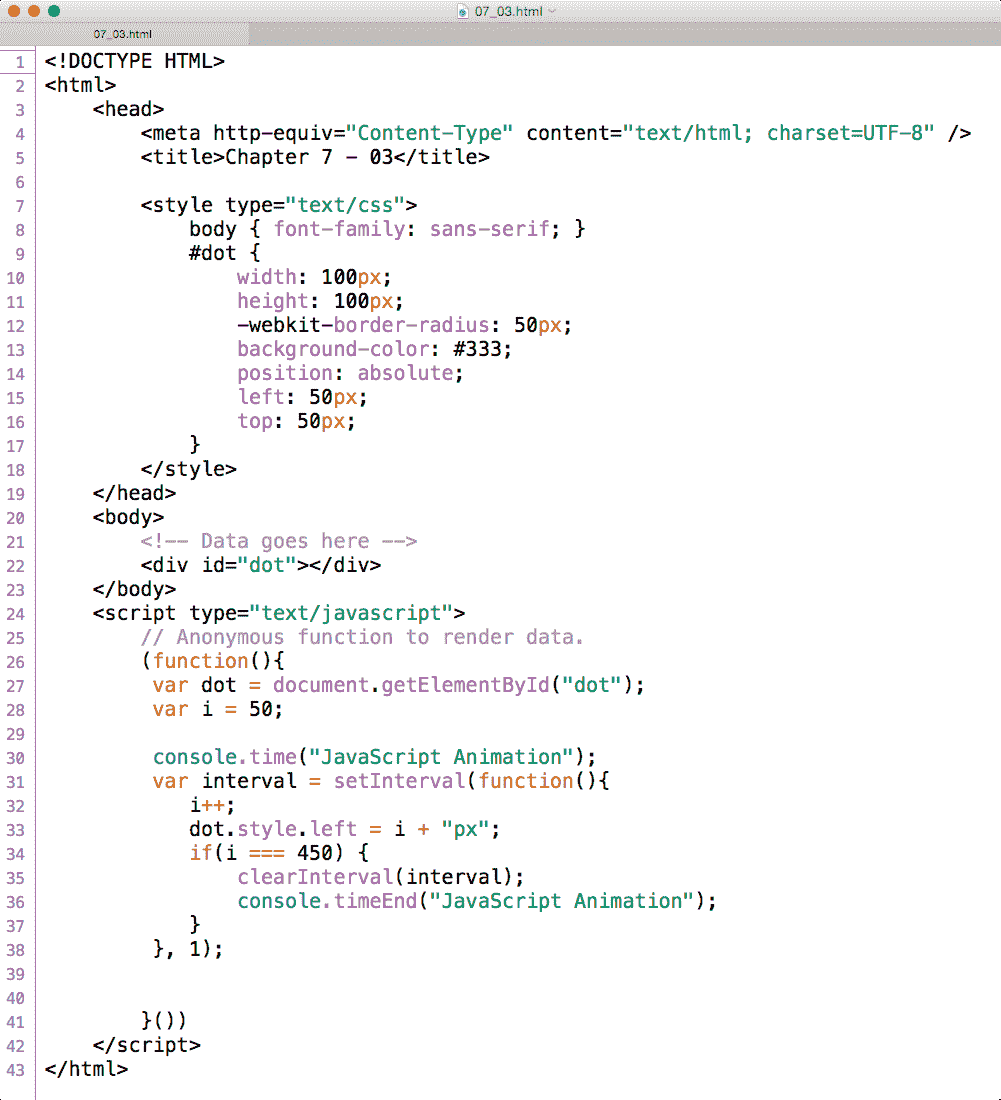 07_03.html
07_03.html
1 <!DOCTYPE HTML>
2 <html>
3     <head>
4         <meta http-equiv="Content-Type" content="text/html; charset=UTF-8" />
5         <title>Chapter 7 - 03</title>
6
7         <style type="text/css">
8             body { font-family: sans-serif; }
9             #dot {
10                 width: 100px;
11                 height: 100px;
12                 -webkit-border-radius: 50px;
13                 background-color: #333;
14                 position: absolute;
15                 left: 50px;
16                 top: 50px;
17             }
18         </style>
19     </head>
20     <body>
21         <!-- Data goes here -->
22         <div id="dot"></div>
23     </body>
24     <script type="text/javascript">
25         // Anonymous function to render data.
26         (function(){
27          var dot = document.getElementById("dot");
28          var i = 50;
29
30          console.time("JavaScript Animation");
31          var interval = setInterval(function(){
32             i++;
33             dot.style.left = i + "px";
34             if(i === 450) {
35                 clearInterval(interval);
36                 console.timeEnd("JavaScript Animation");
37             }
38          }, 1);
39
40
41         }())
42     </script>
43 </html>